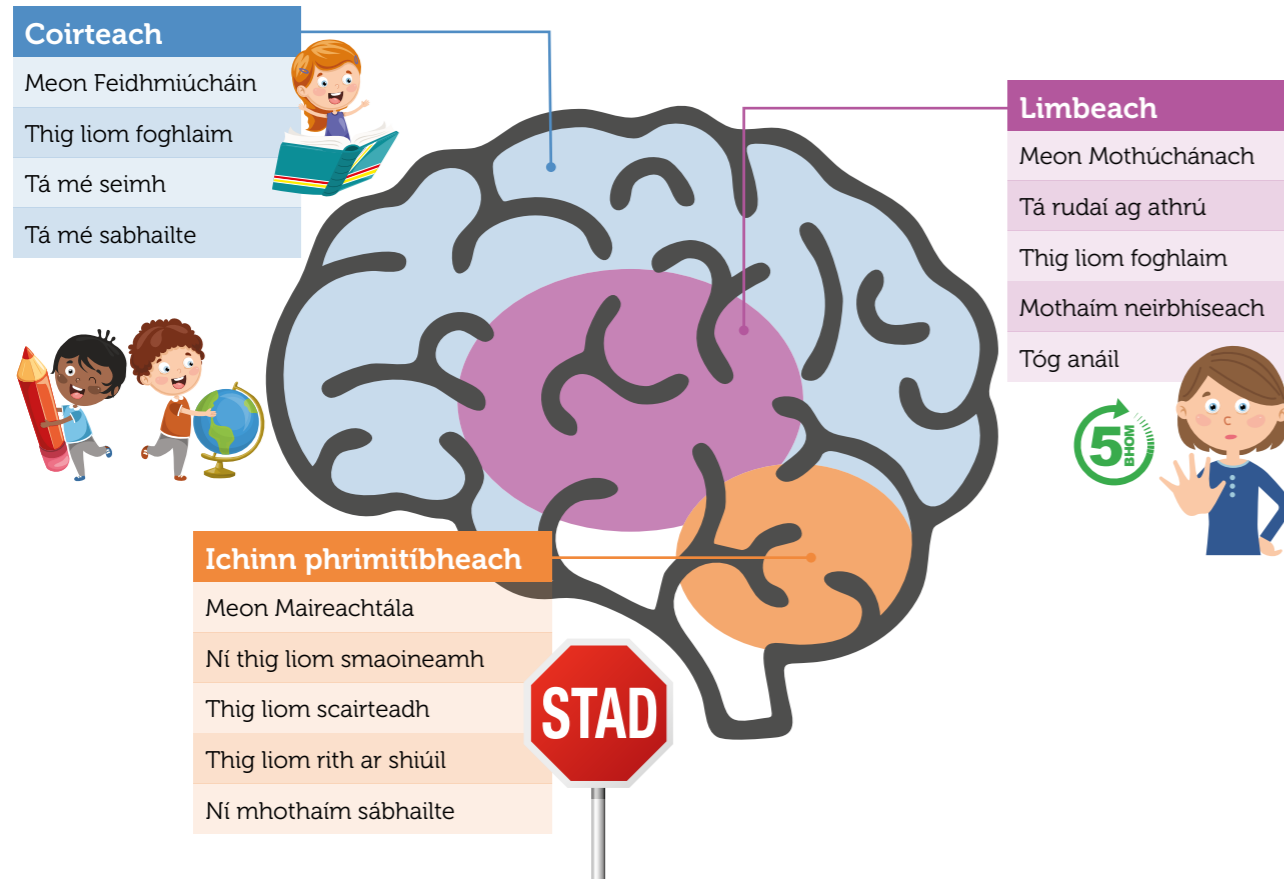 Coirteach
Meon Feidhmiúcháin
Thig liom foghlaim
Tá mé seimh
Tá mé sabhailte
Limbeach
Meon Mothúchánach
Tá rudaí ag athrú
Thig liom foghlaim
Mothaím neirbhíseach
Tóg anáil
5 BHOM
Ichinn phrimitíbheach
Meon Maireachtála
Ní thig liom smaoineamh
Thig liom scairteadh
Thig liom rith ar shiúil
Ní mhothaím sábhailte
STAD